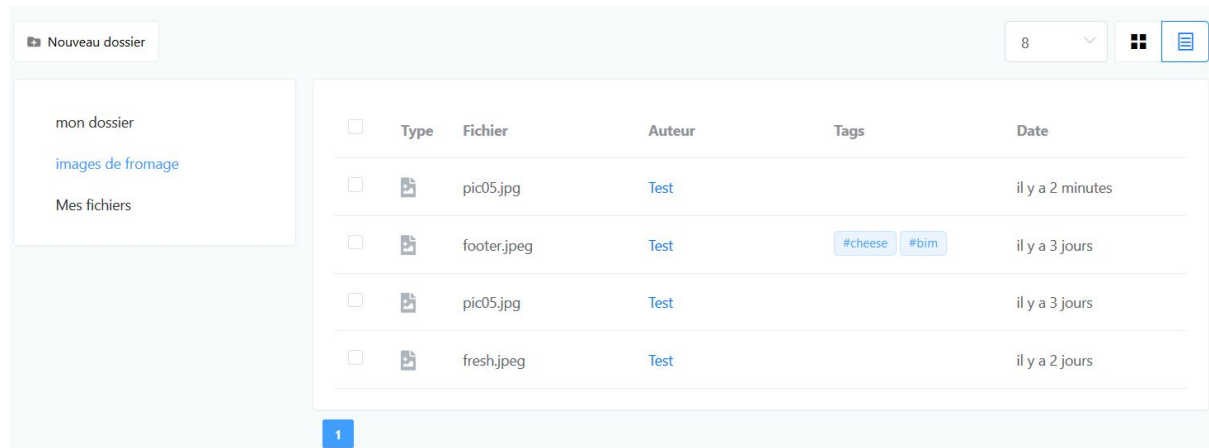 Nouveau dossier
8
mon dossier
images de fromage
Mes fichiers
Type Fichier Auteur Tags Date
pic05.jpg Test il y a 2 minutes
footer.jpeg Test #cheese #bim il y a 3 jours
pic05.jpg Test il y a 3 jours
fresh.jpeg Test il y a 2 jours
1